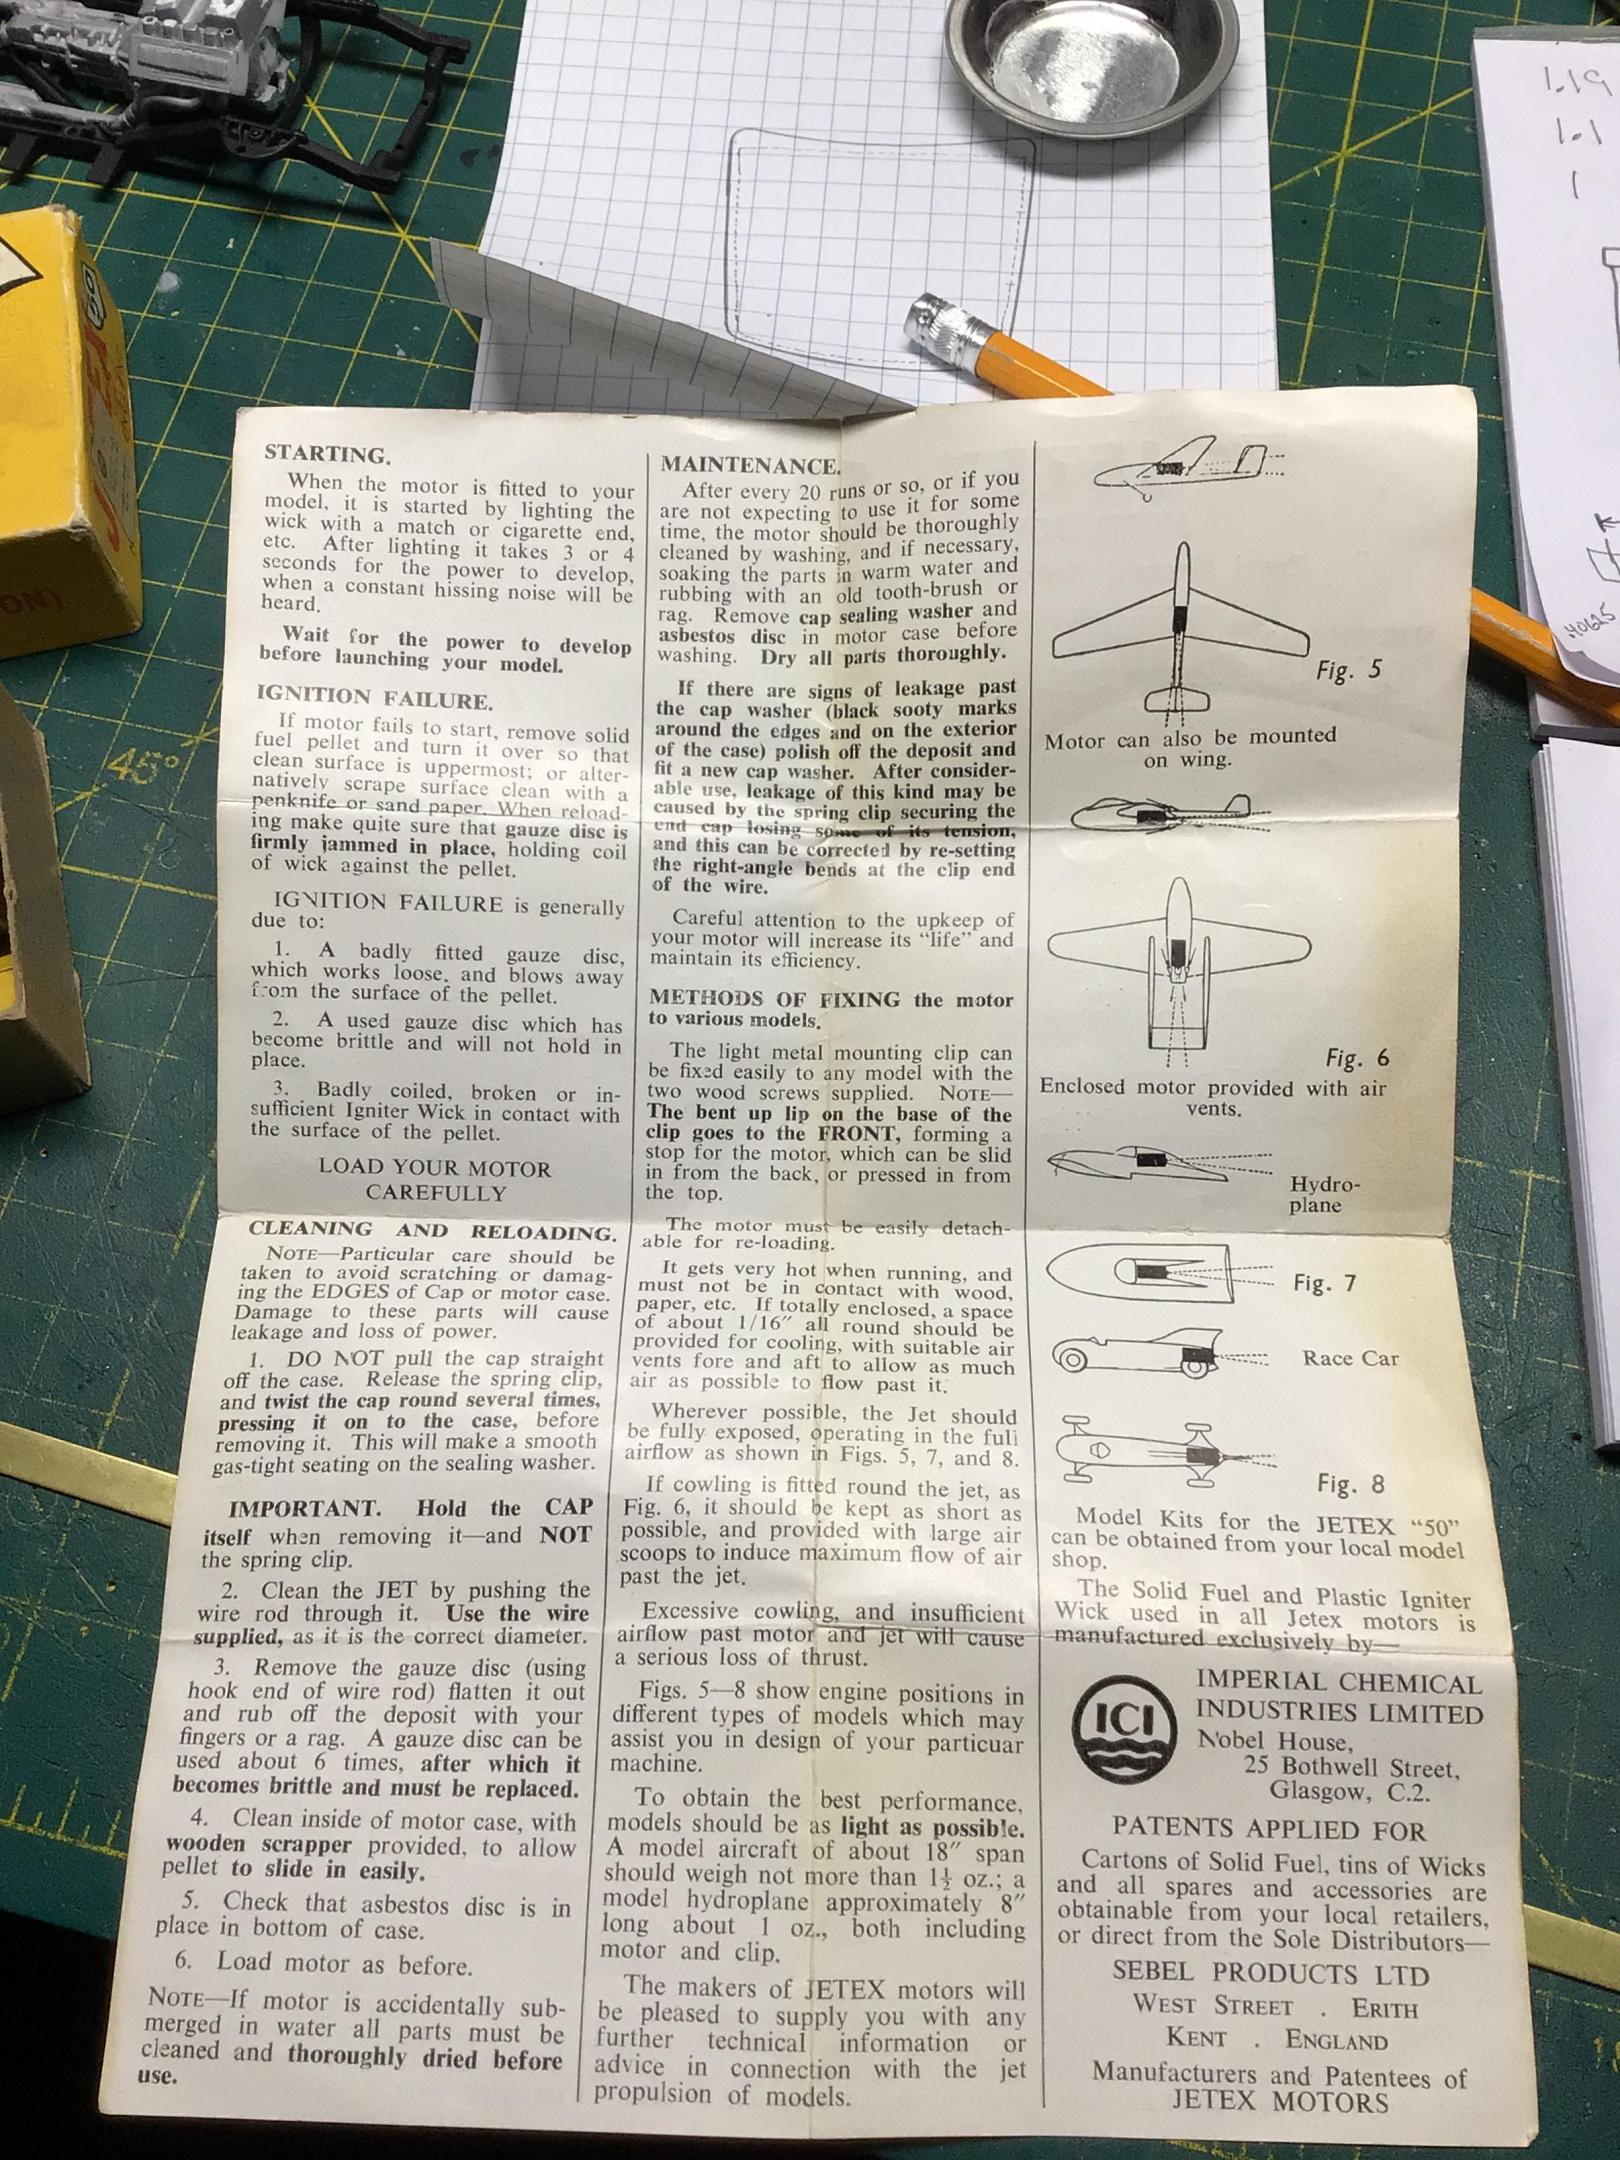 STARTING.
When the motor is fitted to your
model, it is started by lighting the
wick with a match or cigarette end,
etc. After lighting it takes 3 or 4
seconds for the power to develop,
when a constant hissing noise will be
heard.
Wait for the power to develop
before launching your model.
IGNITION FAILURE.
If motor fails to start, remove solid
fuel pellet and turn it over so that
clean surface is uppermost; or alter-
natively scrape surface clean with a
penknife or sand paper. When reload-
ing make quite sure that gauze disc is
firmly jammed in place, holding coil
of wick against the pellet.
IGNITION FAILURE is generally
due to:
1. A badly fitted gauze disc,
which works loose, and blows away
from the surface of the pellet.
2. A used gauze disc which has
become brittle and will not hold in
place.
3. Badly coiled, broken or in-
sufficient Igniter Wick in contact with
the surface of the pellet.
LOAD YOUR MOTOR
CAREFULLY
CLEANING AND RELOADING.
NOTE—Particular care should be
taken to avoid scratching or damag-
ing the EDGES of Cap or motor case.
Damage to these parts will cause
leakage and loss of power.
1. DO NOT pull the cap straight
off the case. Release the spring clip,
and twist the cap round several times,
pressing it on to the case, before
removing it. This will make a smooth
gas-tight seating on the sealing washer.
IMPORTANT. Hold the CAP
itself when removing it—and NOT
the spring clip.
2. Clean the JET by pushing the
wire rod through it. Use the wire
supplied, as it is the correct diameter.
3. Remove the gauze disc (using
hook end of wire rod) flatten it out
and rub off the deposit with your
fingers or a rag. A gauze disc can be
used about 6 times, after which it
becomes brittle and must be replaced.
4. Clean inside of motor case, with
wooden scrapper provided, to allow
pellet to slide in easily.
5. Check that asbestos disc is in
place in bottom of case.
6. Load motor as before.
NOTE—If motor is accidentally sub-
merged in water all parts must be
cleaned and thoroughly dried before
use.
MAINTENANCE.
After every 20 runs or so, or if you
are not expecting to use it for some
time, the motor should be thoroughly
cleaned by washing, and if necessary,
soaking the parts in warm water and
rubbing with an old tooth-brush or
rag. Remove cap sealing washer and
asbestos disc in motor case before
washing. Dry all parts thoroughly.
If there are signs of leakage past
the cap washer (black sooty marks
around the edges and on the exterior
of the case) polish off the deposit and
fit a new cap washer. After consider-
able use, leakage of this kind may be
caused by the spring clip securing the
end cap losing some of its tension,
and this can be corrected by re-setting
the right-angle bends at the clip end
of the wire.
Careful attention to the upkeep of
your motor will increase its "life" and
maintain its efficiency.
METHODS OF FIXING the motor
to various models.
The light metal mounting clip can
be fixed easily to any model with the
two wood screws supplied. NOTE—
The bent up lip on the base of the
clip goes to the FRONT, forming a
stop for the motor, which can be slid
in from the back, or pressed in from
the top.
The motor must be easily detach-
able for re-loading.
It gets very hot when running, and
must not be in contact with wood,
paper, etc. If totally enclosed, a space
of about 1/16" all round should be
provided for cooling, with suitable air
vents fore and aft to allow as much
air as possible to flow past it.
Wherever possible, the Jet should
be fully exposed, operating in the full
airflow as shown in Figs. 5, 7, and 8.
If cowling is fitted round the jet, as
Fig. 6, it should be kept as short as
possible, and provided with large air
scoops to induce maximum flow of air
past the jet.
Excessive cowling, and insufficient
airflow past motor and jet will cause
a serious loss of thrust.
Figs. 5—8 show engine positions in
different types of models which may
assist you in design of your particuar
machine.
To obtain the best performance,
models should be as light as possible.
A model aircraft of about 18" span
should weigh not more than 1½ oz.; a
model hydroplane approximately 8"
long about 1 oz., both including
motor and clip.
The makers of JETEX motors will
be pleased to supply you with any
further technical information or
advice in connection with the jet
propulsion of models.
Fig. 5
Motor can also be mounted
on wing.
Fig. 6
Enclosed motor provided with air
vents.
Hydro-
plane
Fig. 7
Race Car
Fig. 8
Model Kits for the JETEX "50"
can be obtained from your local model
shop.
The Solid Fuel and Plastic Igniter
Wick used in all Jetex motors is
manufactured exclusively by—
ICI
IMPERIAL CHEMICAL
INDUSTRIES LIMITED
Nobel House,
25 Bothwell Street,
Glasgow, C.2.
PATENTS APPLIED FOR
Cartons of Solid Fuel, tins of Wicks
and all spares and accessories are
obtainable from your local retailers,
or direct from the Sole Distributors—
SEBEL PRODUCTS LTD
WEST STREET . ERITH
KENT . ENGLAND
Manufacturers and Patentees of
JETEX MOTORS
45°
50
ON)
1.19
1.1
1
.40625